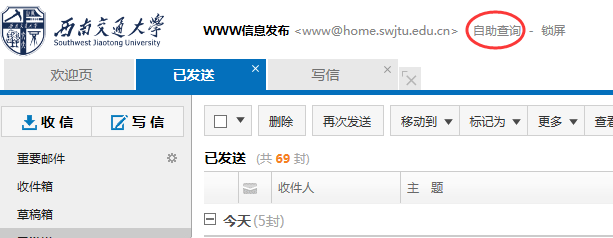 西南交通大学
Southwest Jiaotong University
WWW信息发布 <www@home.swjtu.edu.cn> 自助查询 - 锁屏
欢迎页 已发送 写信
收信 写信
删除 再次发送 移动到 标记为 更多 查看
重要邮件
收件箱
草稿箱
已发送 (共 69 封)
收件人 主 题
今天 (5封)